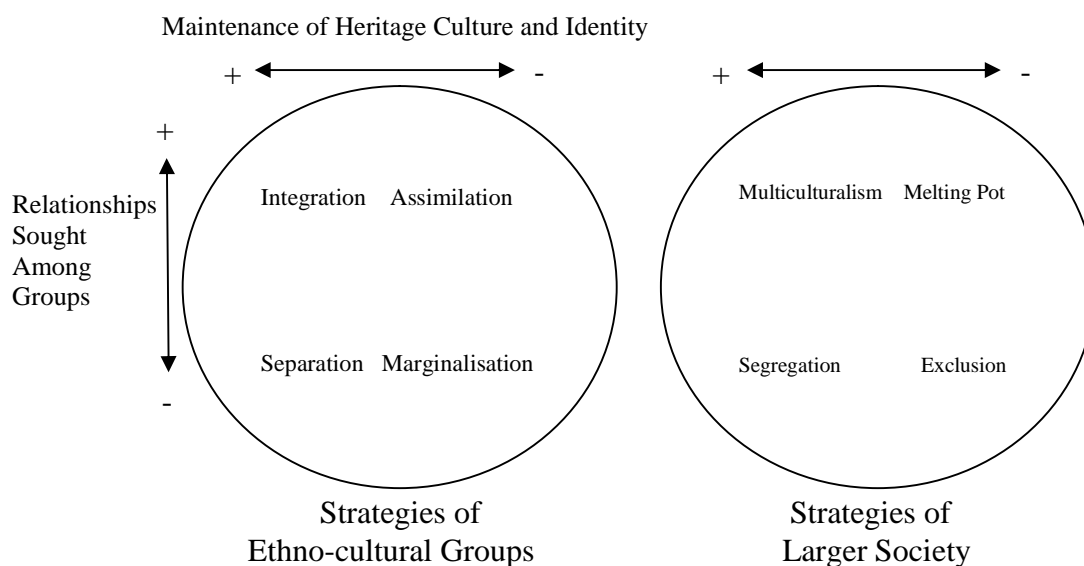 Maintenance of Heritage Culture and Identity
+ - + -
+
Integration Assimilation
Multiculturalism Melting Pot
Relationships
Sought
Among
Groups
Separation Marginalisation
Segregation Exclusion
-
Strategies of
Ethno-cultural Groups
Strategies of
Larger Society